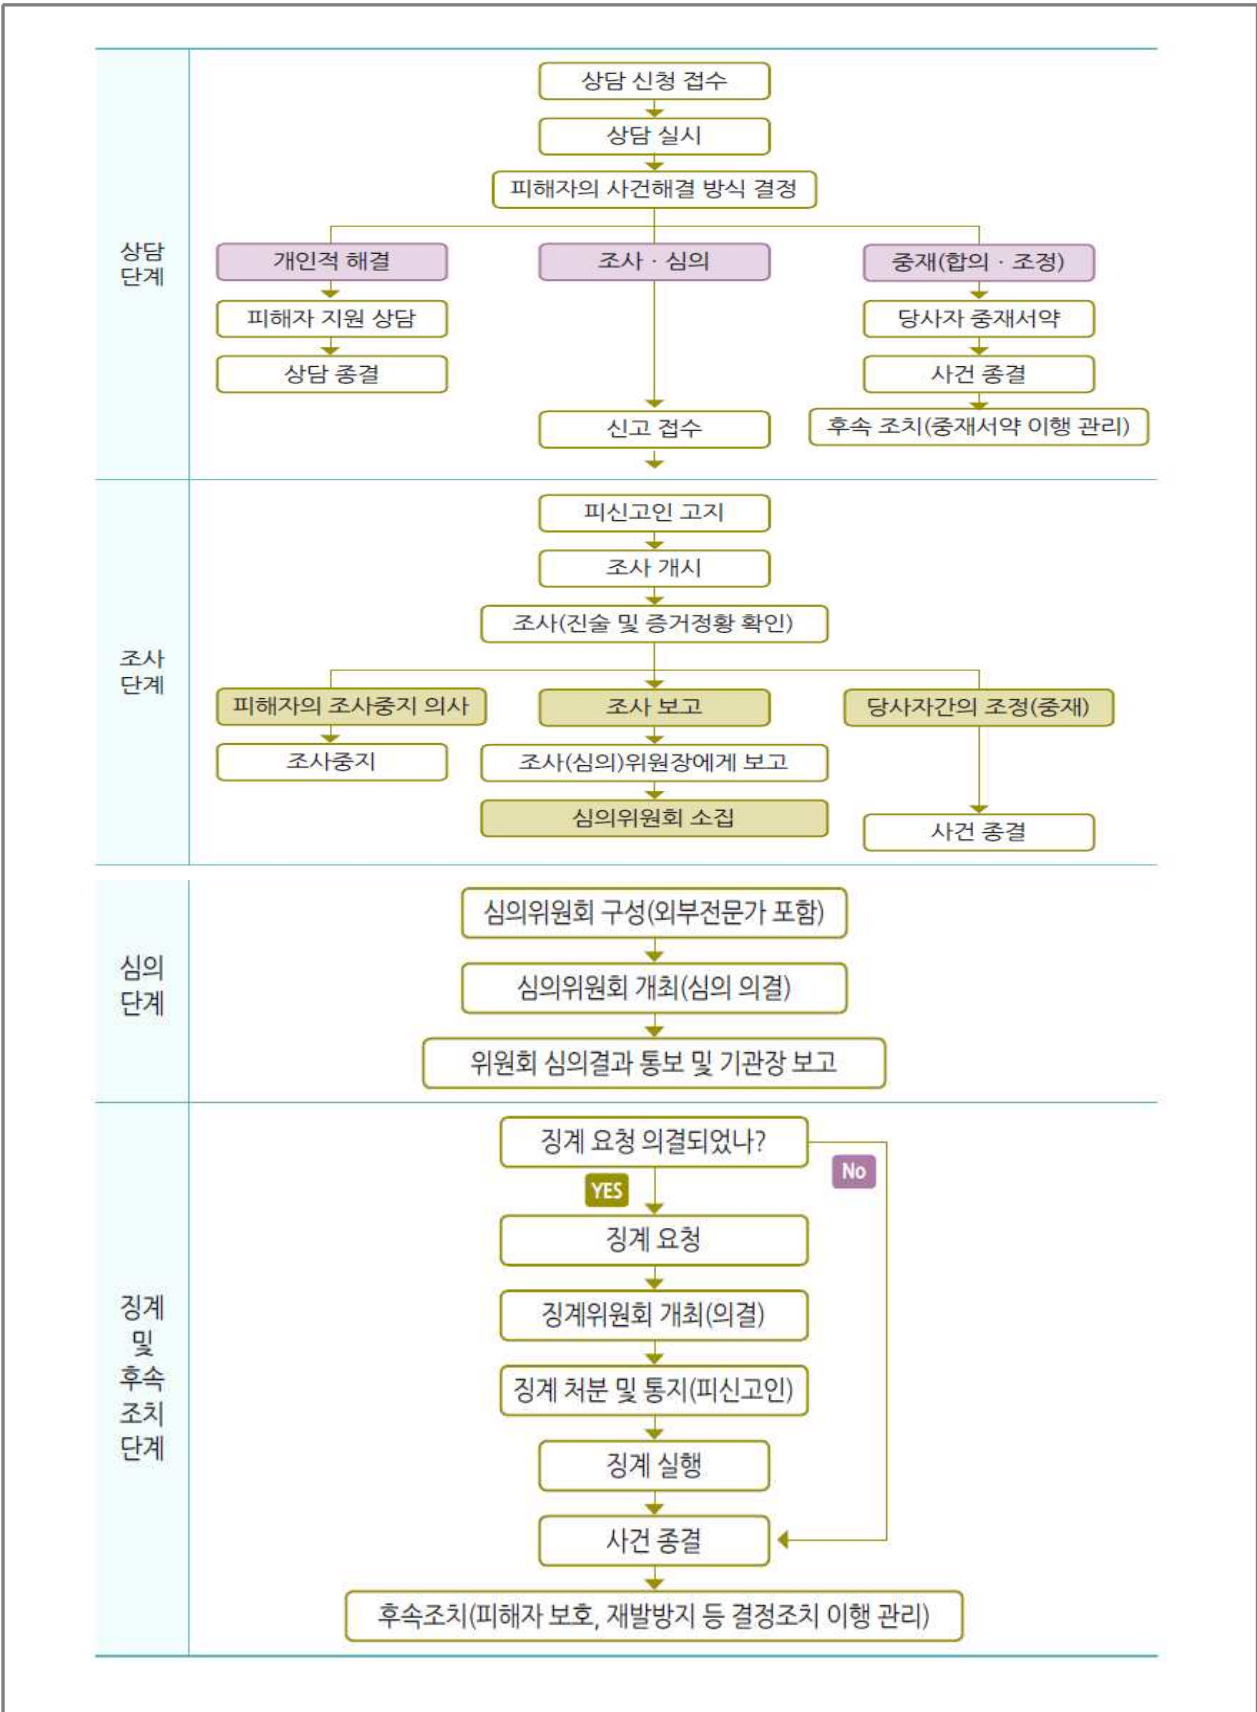 상담
단계
상담 신청 접수
상담 실시
피해자의 사건해결 방식 결정
개인적 해결
조사 · 심의
중재(합의 · 조정)
피해자 지원 상담
당사자 중재서약
상담 종결
사건 종결
신고 접수
후속 조치(중재서약 이행 관리)
조사
단계
피신고인 고지
조사 개시
조사(진술 및 증거정황 확인)
피해자의 조사중지 의사
조사 보고
당사자간의 조정(중재)
조사중지
조사(심의)위원장에게 보고
심의위원회 소집
사건 종결
심의
단계
심의위원회 구성(외부전문가 포함)
심의위원회 개최(심의 의결)
위원회 심의결과 통보 및 기관장 보고
징계
및
후속
조치
단계
징계 요청 의결되었나?
No
YES
징계 요청
징계위원회 개최(의결)
징계 처분 및 통지(피신고인)
징계 실행
사건 종결
후속조치(피해자 보호, 재발방지 등 결정조치 이행 관리)